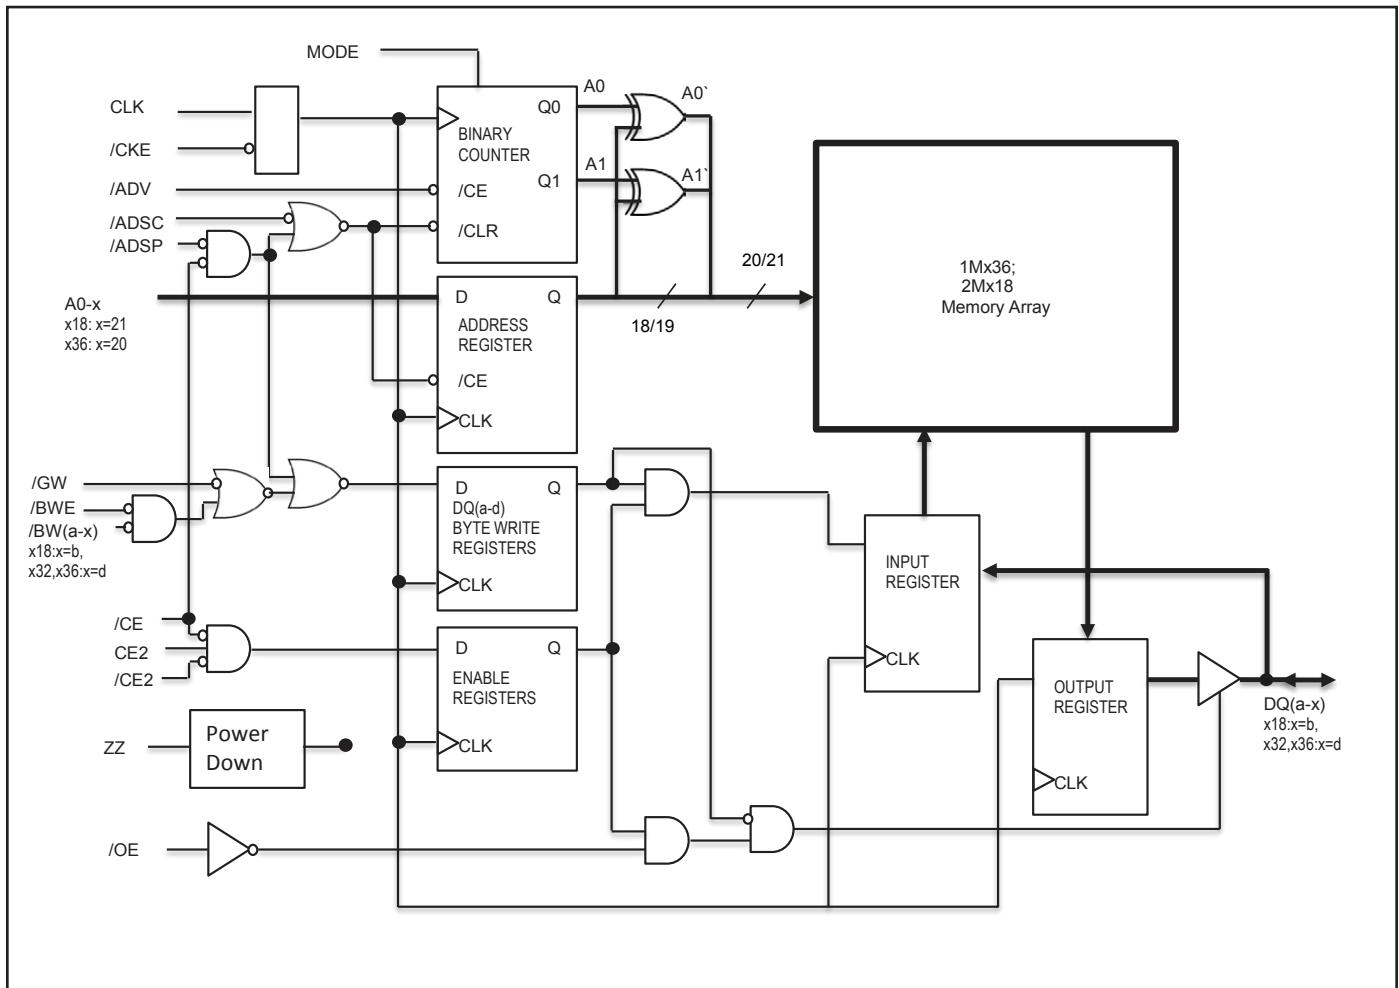 MODE
CLK
/CKE
/ADV
/ADSC
/ADSP
A0-x
x18: x=21
x36: x=20
/GW
/BWE
/BW(a-x)
x18:x=b,
x32,x36:x=d
/CE
CE2
/CE2
ZZ
/OE
Power
Down
Q0
BINARY
COUNTER
Q1
/CE
/CLR
D Q
ADDRESS
REGISTER
/CE
CLK
D Q
DQ(a-d)
BYTE WRITE
REGISTERS
CLK
D Q
ENABLE
REGISTERS
CLK
A0
A0`
A1
A1`
18/19
20/21
1Mx36;
2Mx18
Memory Array
INPUT
REGISTER
CLK
OUTPUT
REGISTER
CLK
DQ(a-x)
x18:x=b,
x32,x36:x=d